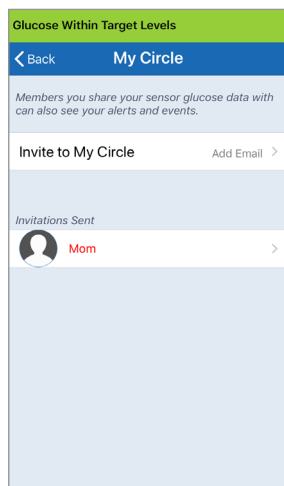 Glucose Within Target Levels
Back
My Circle
Members you share your sensor glucose data with
can also see your alerts and events.
Invite to My Circle
Add Email
Invitations Sent
Mom